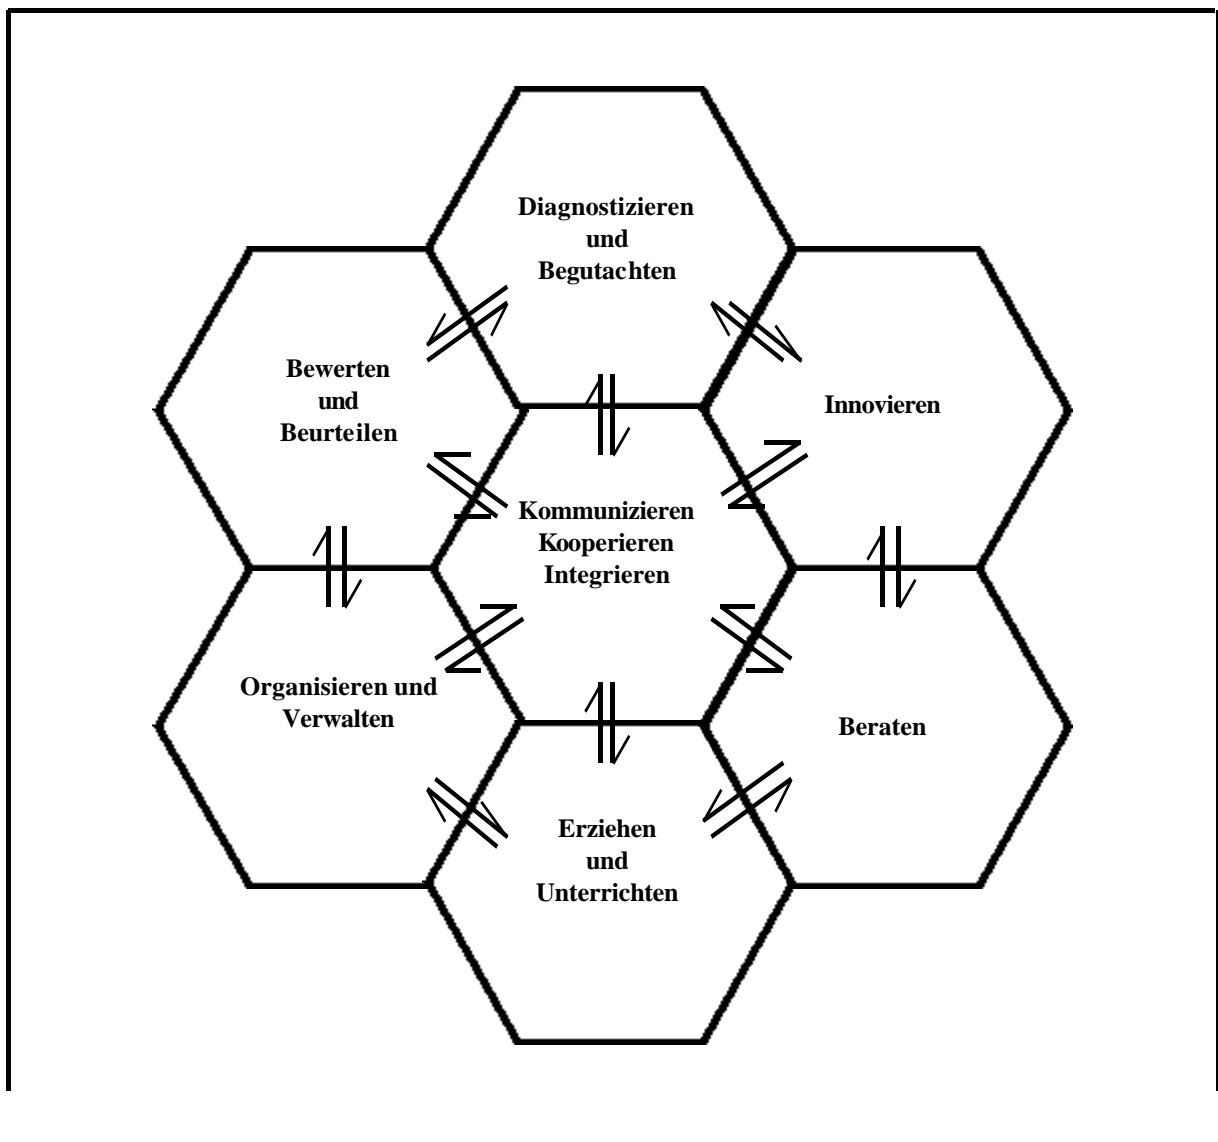 Diagnostizieren
und
Begutachten
Bewerten
und
Beurteilen
Innovieren
Kommunizieren
Kooperieren
Integrieren
Organisieren und
Verwalten
Beraten
Erziehen
und
Unterrichten